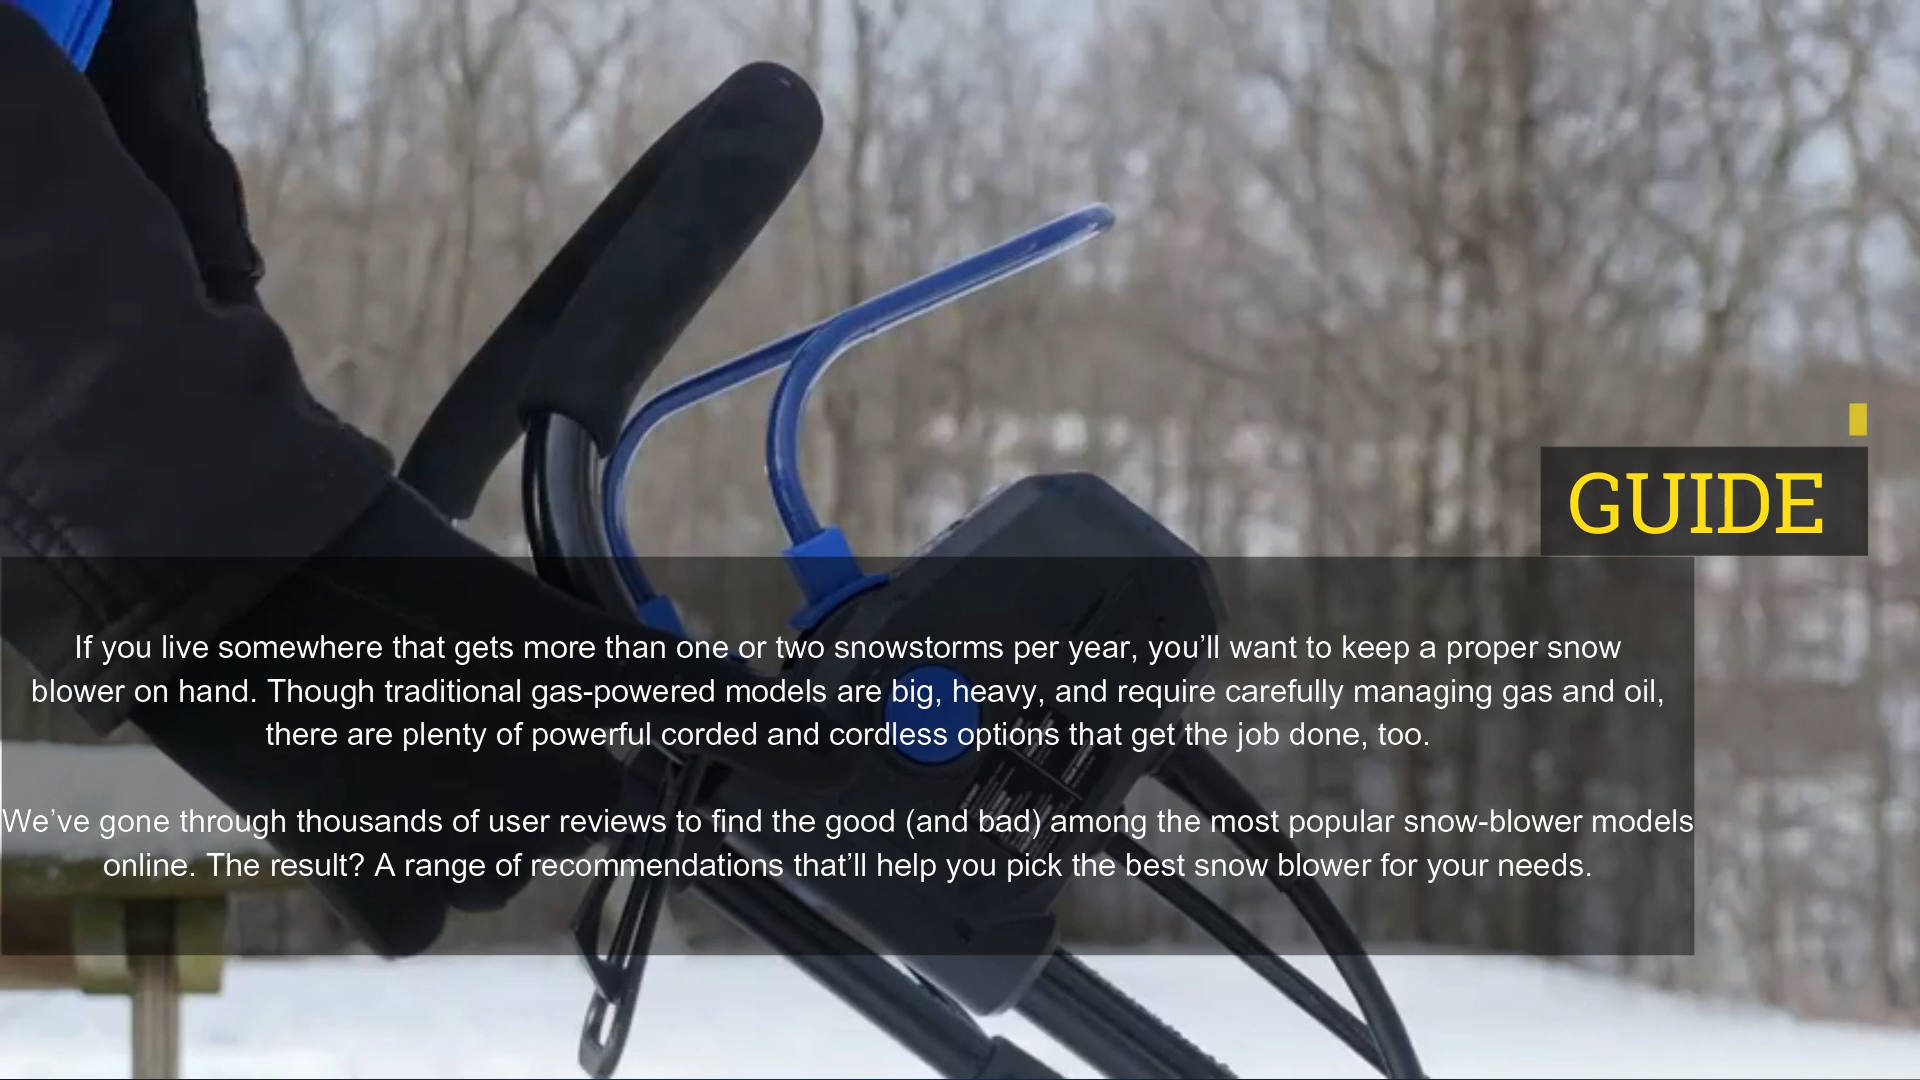 GUIDE
If you live somewhere that gets more than one or two snowstorms per year, you’ll want to keep a proper snow
blower on hand. Though traditional gas-powered models are big, heavy, and require carefully managing gas and oil,
there are plenty of powerful corded and cordless options that get the job done, too.
We’ve gone through thousands of user reviews to find the good (and bad) among the most popular snow-blower models
online. The result? A range of recommendations that’ll help you pick the best snow blower for your needs.